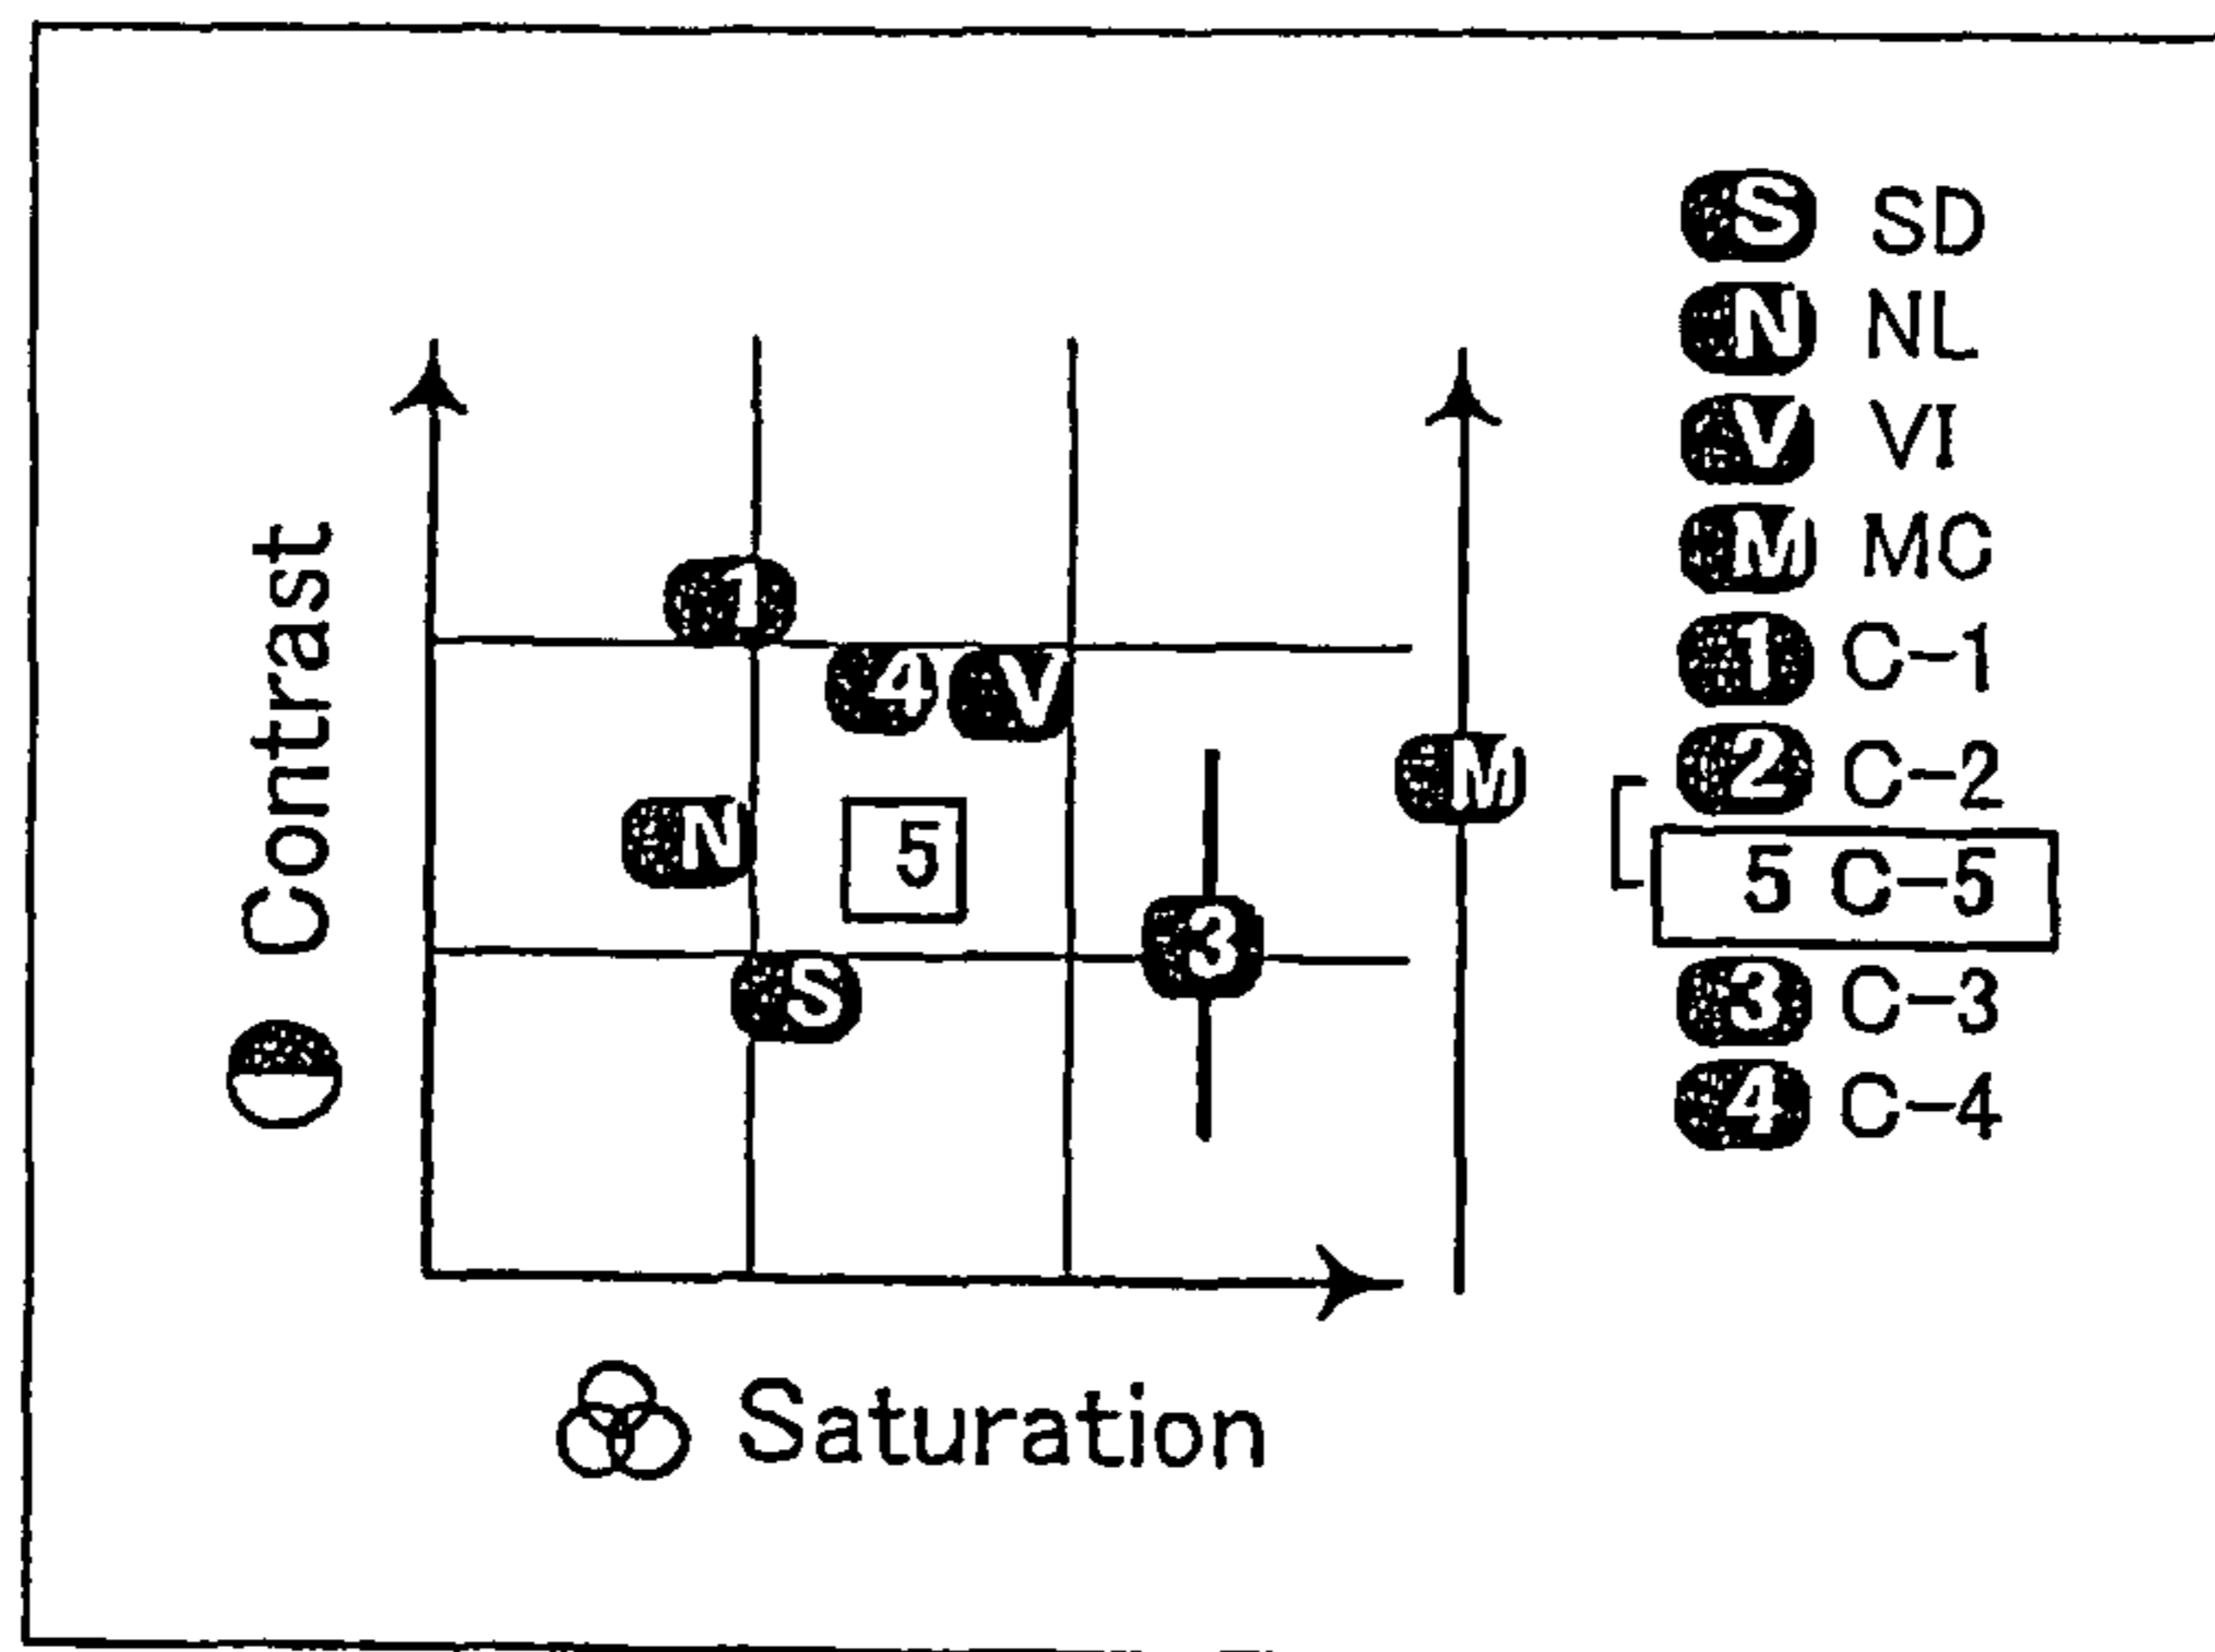 Contrast
1
4 V
N
5
M
3
S
Saturation
S SD
N NL
V VI
M MC
1 C-1
2 C-2
5 C-5
3 C-3
4 C-4